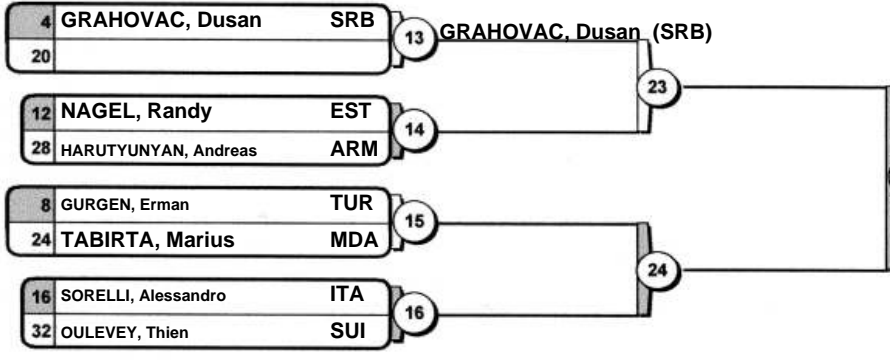 4 GRAHOVAC, Dusan SRB
20
13 GRAHOVAC, Dusan (SRB)
23
12 NAGEL, Randy EST
28 HARUTYUNYAN, Andreas ARM
14
8 GURGEN, Erman TUR
24 TABIRTA, Marius MDA
15
24
16 SORELLI, Alessandro ITA
32 OULEVEY, Thien SUI
16